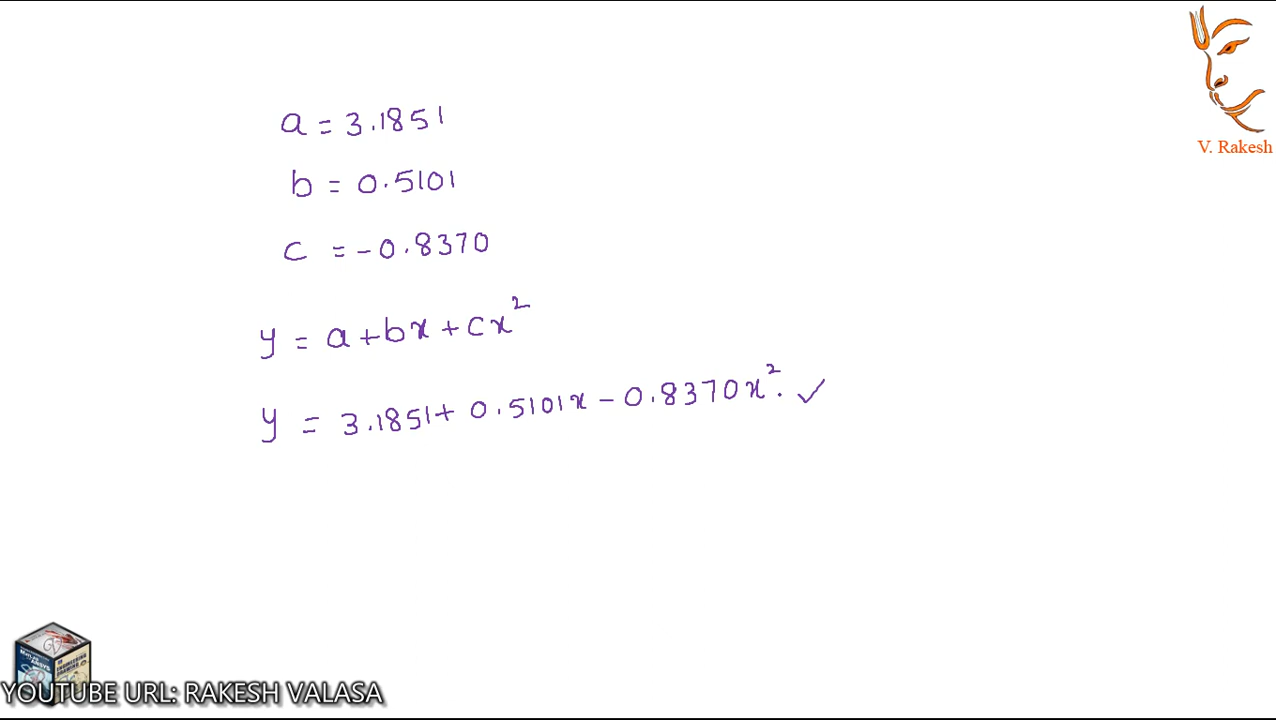 V. Rakesh
a = 3.1851
b = 0.5101
c = -0.8370
y = a+bx+cx²
y = 3.1851+ 0.5101x - 0.8370x². ✓
YOUTUBE URL: RAKESH VALASA